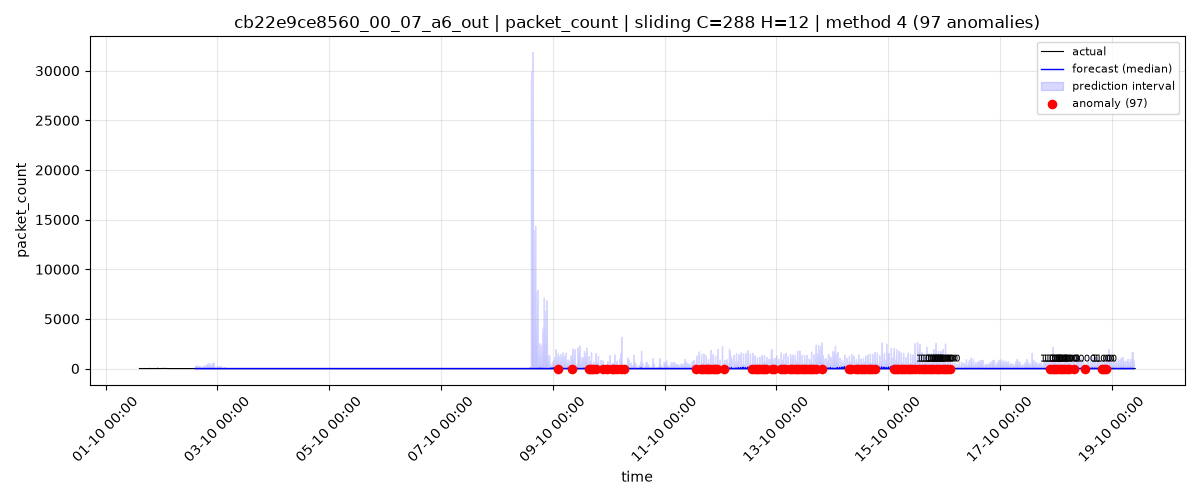 cb22e9ce8560_00_07_a6_out | packet_count | sliding C=288 H=12 | method 4 (97 anomalies)
actual
forecast (median)
prediction interval
anomaly (97)
packet_count
30000
25000
20000
15000
10000
5000
0
01-10 00:00
03-10 00:00
05-10 00:00
07-10 00:00
09-10 00:00
11-10 00:00
13-10 00:00
15-10 00:00
17-10 00:00
19-10 00:00
time